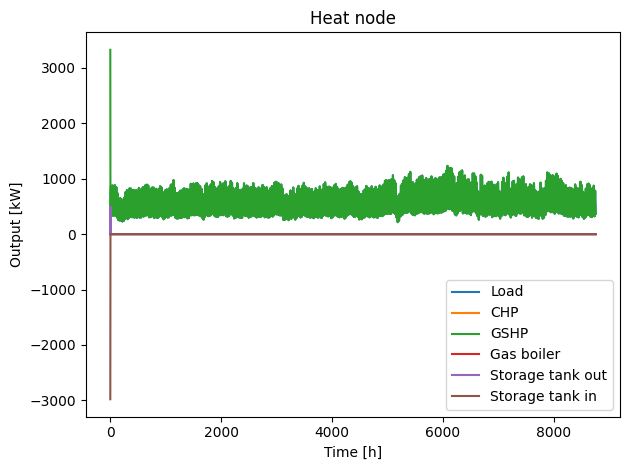 Heat node
Output [kW]
3000
2000
1000
0
−1000
−2000
−3000
Load
CHP
GSHP
Gas boiler
Storage tank out
Storage tank in
0 2000 4000 6000 8000
Time [h]